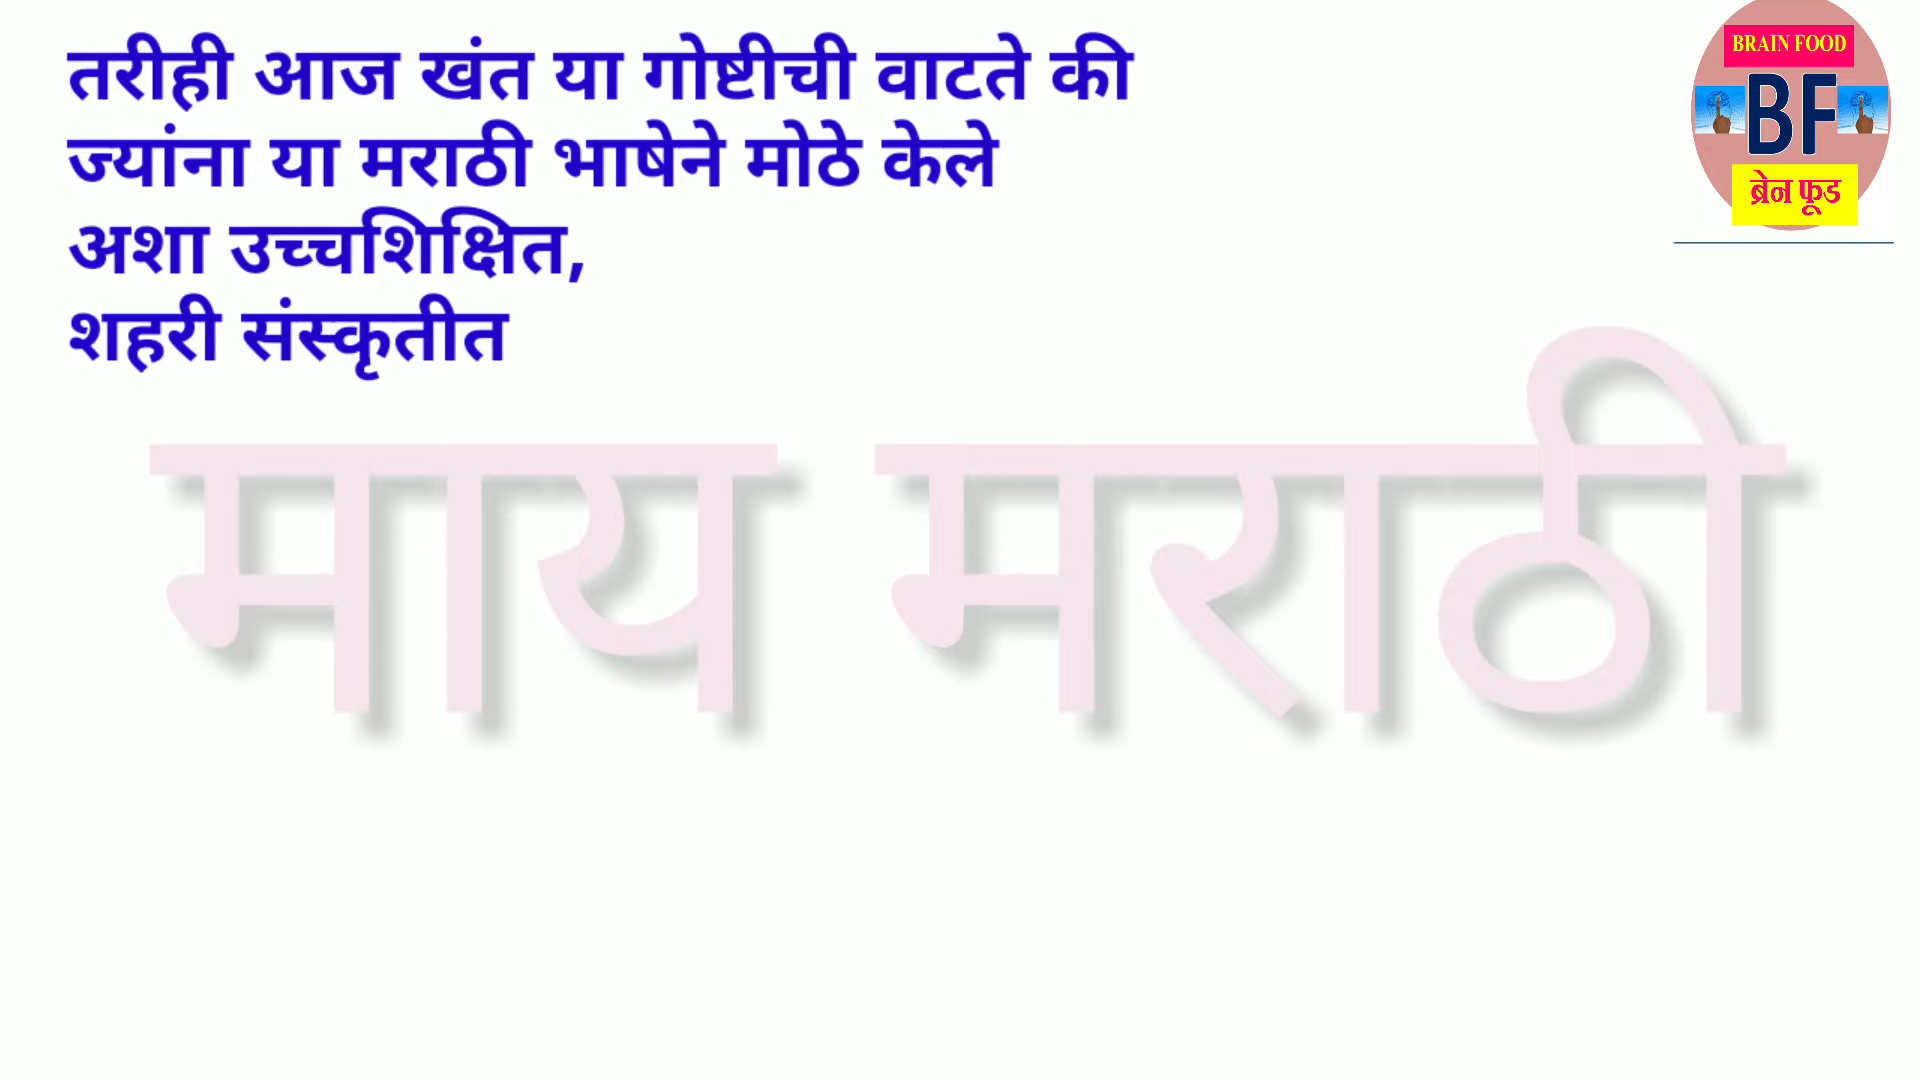 तरीही आज खंत या गोष्टीची वाटते की
ज्यांना या मराठी भाषेने मोठे केले
अशा उच्चशिक्षित,
शहरी संस्कृतीत
माय मराठी
BRAIN FOOD
BF
ब्रेन फूड